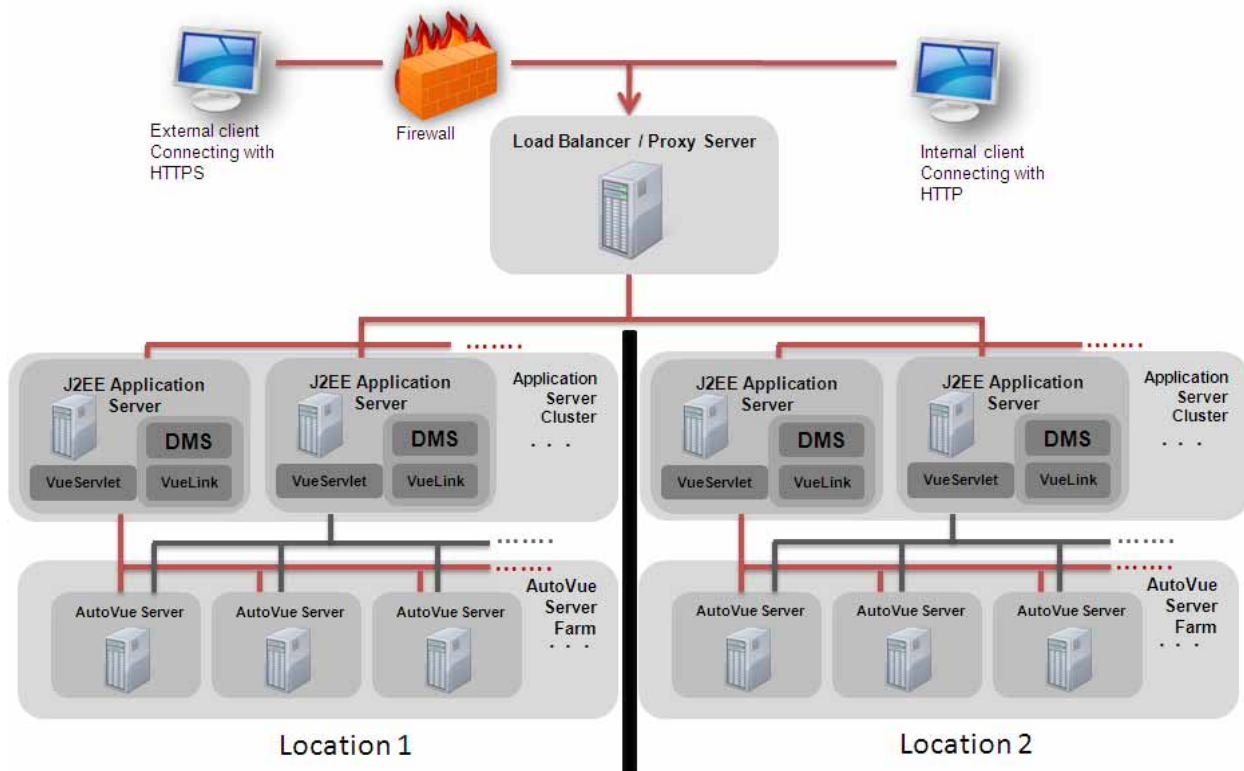 External client
Connecting with
HTTPS
Firewall
Load Balancer / Proxy Server
Internal client
Connecting with
HTTP
J2EE Application
Server
DMS
VueServlet
VueLink
J2EE Application
Server
DMS
VueServlet
VueLink
Application
Server
Cluster
. . .
AutoVue Server
AutoVue Server
AutoVue Server
AutoVue
Server
Farm
. . .
Location 1
J2EE Application
Server
DMS
VueServlet
VueLink
J2EE Application
Server
DMS
VueServlet
VueLink
Application
Server
Cluster
. . .
AutoVue Server
AutoVue Server
AutoVue Server
AutoVue
Server
Farm
. . .
Location 2